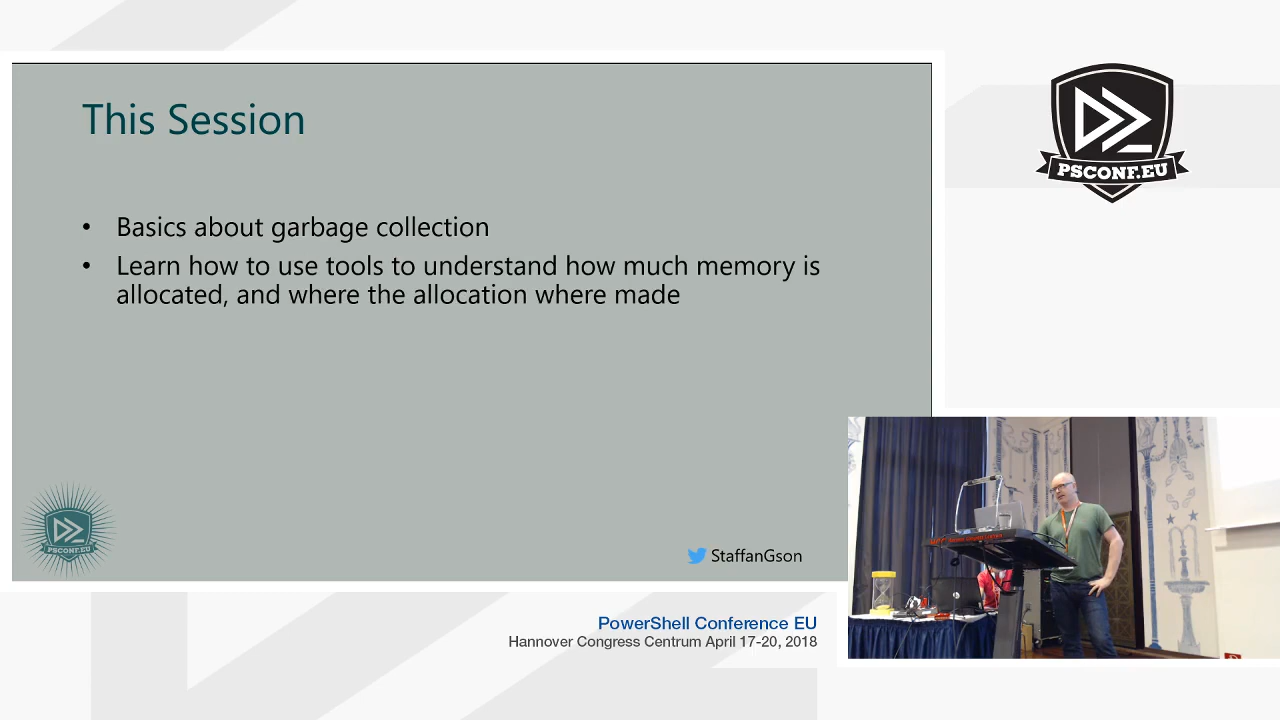 This Session
• Basics about garbage collection
• Learn how to use tools to understand how much memory is
allocated, and where the allocation where made
PSCONF.EU
StaffanGson
PSCONF.EU
PowerShell Conference EU
Hannover Congress Centrum April 17-20, 2018